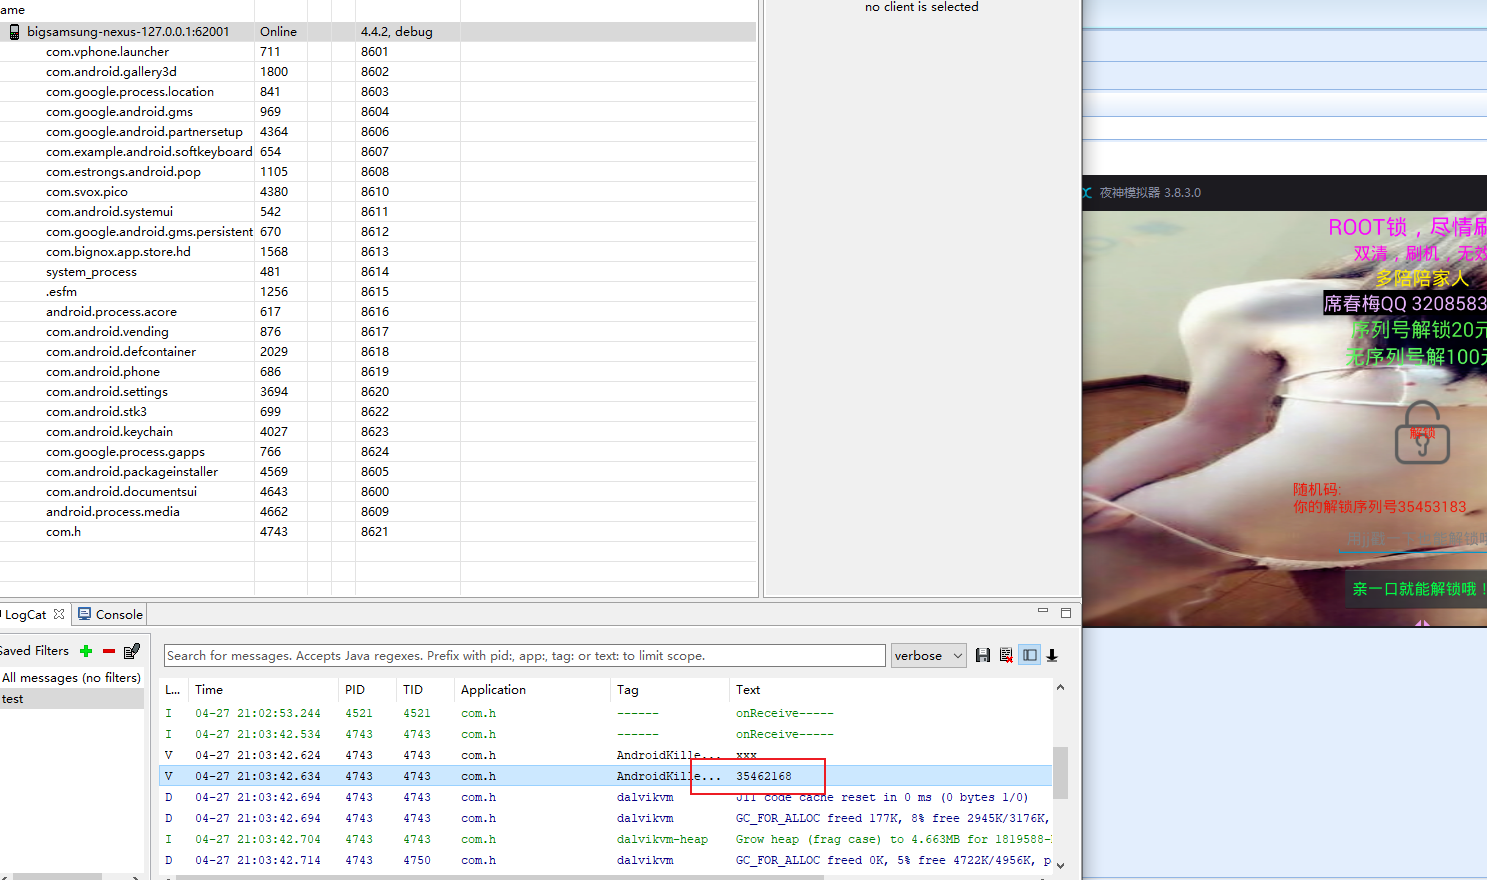 ame
bigsamsung-nexus-127.0.0.1:62001 Online 4.4.2, debug
com.vphone.launcher 711 8601
com.android.gallery3d 1800 8602
com.google.process.location 841 8603
com.google.android.gms 969 8604
com.google.android.partnersetup 4364 8606
com.example.android.softkeyboard 654 8607
com.estrongs.android.pop 1105 8608
com.svox.pico 4380 8610
com.android.systemui 542 8611
com.google.android.gms.persistent 670 8612
com.bignox.app.store.hd 1568 8613
system_process 481 8614
.esfm 1256 8615
android.process.acore 617 8616
com.android.vending 876 8617
com.android.defcontainer 2029 8618
com.android.phone 686 8619
com.android.settings 3694 8620
com.android.stk3 699 8622
com.android.keychain 4027 8623
com.google.process.gapps 766 8624
com.android.packageinstaller 4569 8605
com.android.documentsui 4643 8600
android.process.media 4662 8609
com.h 4743 8621
no client is selected
夜神模拟器 3.8.3.0
ROOT锁，尽情刷
双清，刷机，无效
多陪陪家人
席春梅QQ 3208583
序列号解锁20元
无序列号解100元
解锁
随机码:
你的解锁序列号35453183
亲一口就能解锁哦！
LogCat Console
Saved Filters
All messages (no filters)
test
Search for messages. Accepts Java regexes. Prefix with pid:, app:, tag: or text: to limit scope.
verbose
L... Time PID TID Application Tag Text
I 04-27 21:02:53.244 4521 4521 com.h ------ onReceive-----
I 04-27 21:03:42.534 4743 4743 com.h ------ onReceive-----
V 04-27 21:03:42.624 4743 4743 com.h AndroidKille... xxx
V 04-27 21:03:42.634 4743 4743 com.h AndroidKille... 35462168
D 04-27 21:03:42.694 4743 4743 com.h dalvikvm JIT code cache reset in 0 ms (0 bytes 1/0)
D 04-27 21:03:42.694 4743 4743 com.h dalvikvm GC_FOR_ALLOC freed 177K, 8% free 2945K/3176K,
I 04-27 21:03:42.704 4743 4743 com.h dalvikvm-heap Grow heap (frag case) to 4.663MB for 1819588-
D 04-27 21:03:42.714 4743 4750 com.h dalvikvm GC_FOR_ALLOC freed 0K, 5% free 4722K/4956K, p